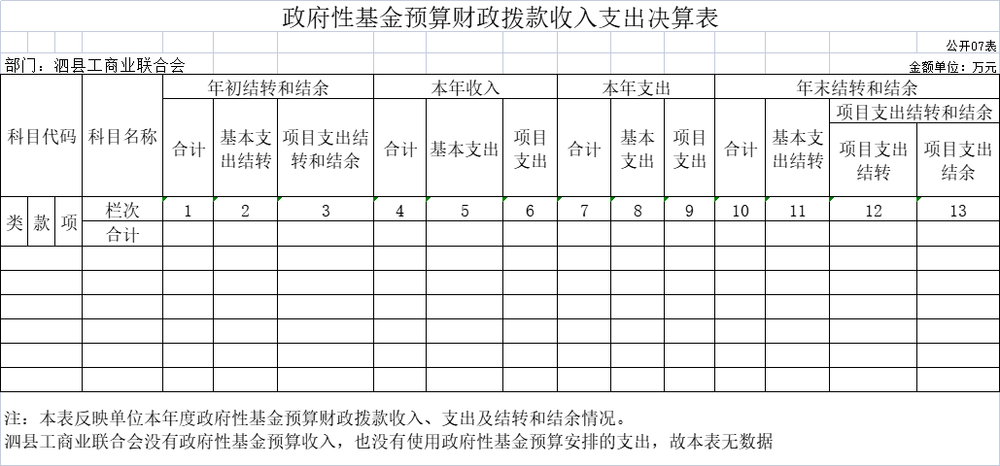 政府性基金预算财政拨款收入支出决算表
公开07表
部门：泗县工商业联合会 金额单位：万元
科目代码 科目名称 年初结转和结余 本年收入 本年支出 年末结转和结余
合计 基本支出结转 项目支出结转和结余 合计 基本支出 项目支出 合计 基本支出 项目支出 合计 基本支出结转 项目支出结转和结余
项目支出结转 项目支出结余
类 款 项 栏次 1 2 3 4 5 6 7 8 9 10 11 12 13
合计
注：本表反映单位本年度政府性基金预算财政拨款收入、支出及结转和结余情况。
泗县工商业联合会没有政府性基金预算收入，也没有使用政府性基金预算安排的支出，故本表无数据